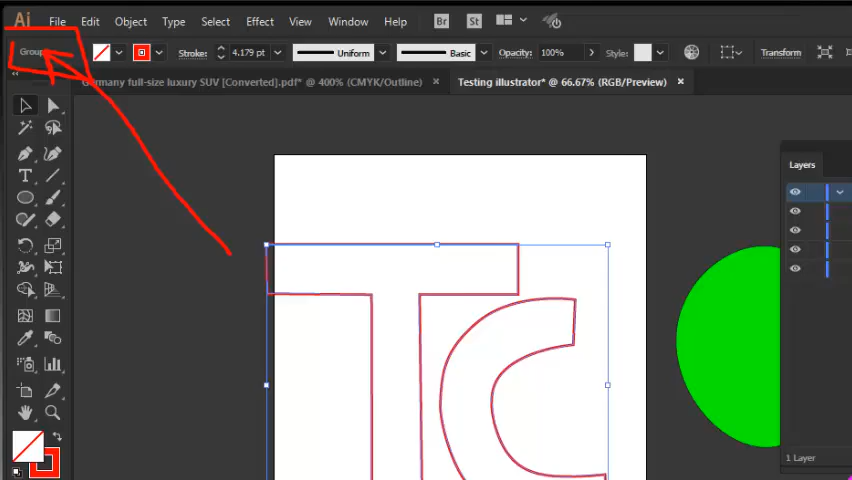 Ai File Edit Object Type Select Effect View Window Help Br St
Group Stroke: 4.179 pt Uniform Basic Opacity: 100% Style: Transform
Germany full-size luxury SUV [Converted].pdf* @ 400% (CMYK/Outline) × Testing illustrator* @ 66.67% (RGB/Preview) ×
Layers
TC
1 Layer